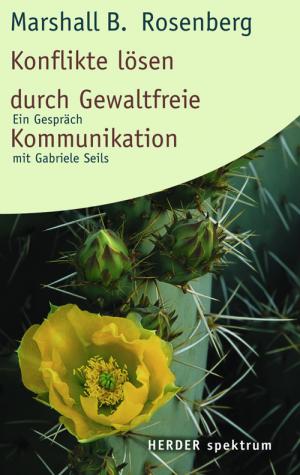 Marshall B. Rosenberg
Konflikte lösen
durch Gewaltfreie
Ein Gespräch
Kommunikation
mit Gabriele Seils
HERDER spektrum